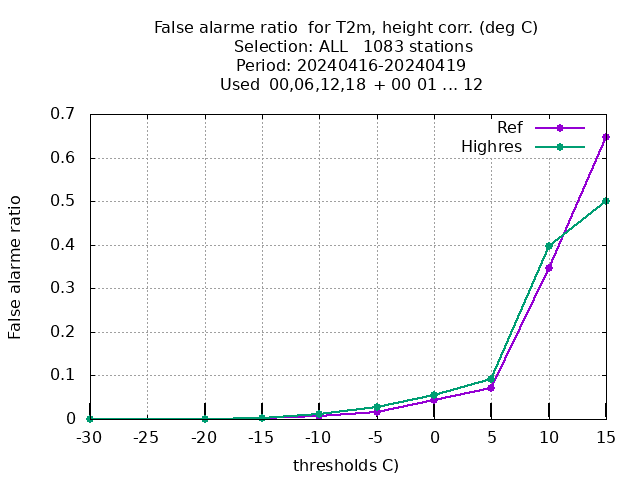 False alarme ratio  for T2m, height corr. (deg C)
Selection: ALL   1083 stations
Period: 20240416-20240419
Used  00,06,12,18  + 00 01 ... 12
Ref
Highres
False alarme ratio
0.7
0.6
0.5
0.4
0.3
0.2
0.1
0
-30 -25 -20 -15 -10 -5 0 5 10 15
thresholds C)